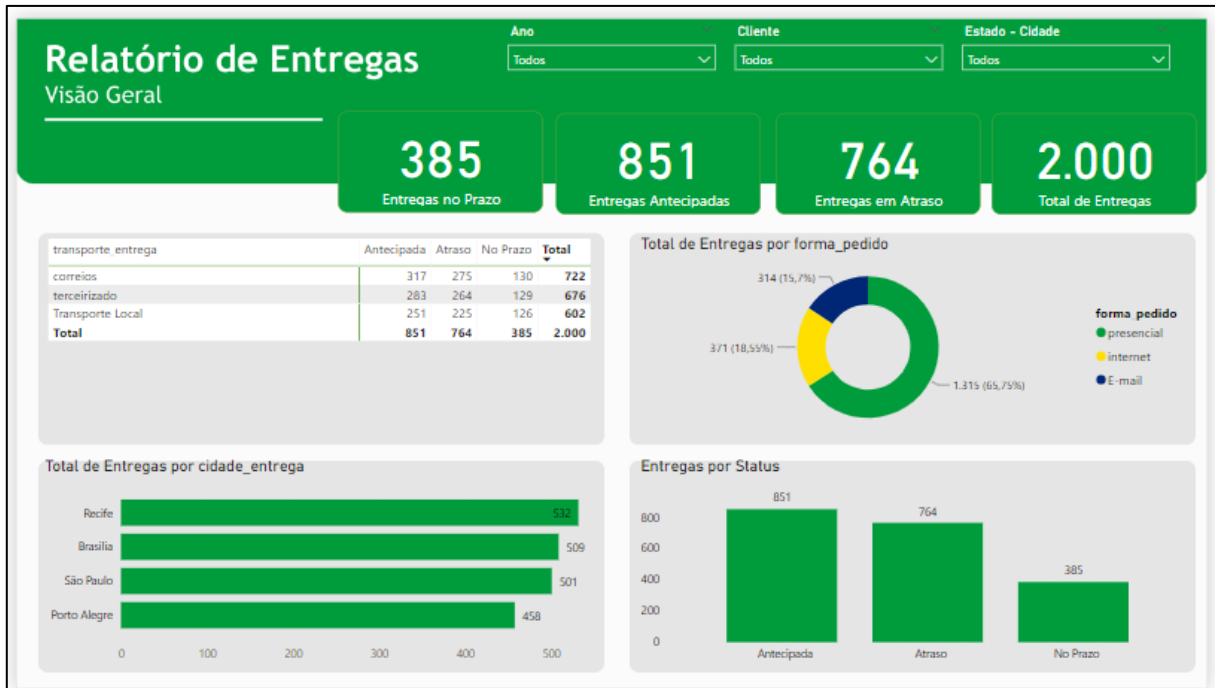 Relatório de Entregas
Visão Geral
Ano
Todos
Cliente
Todos
Estado - Cidade
Todos
385
Entregas no Prazo
851
Entregas Antecipadas
764
Entregas em Atraso
2.000
Total de Entregas
transporte_entrega Antecipada Atraso No Prazo Total
correios 317 275 130 722
terceirizado 283 264 129 676
Transporte Local 251 225 126 602
Total 851 764 385 2.000
Total de Entregas por forma_pedido
314 (15,7%)
371 (18,55%)
1.315 (65,75%)
forma_pedido
presencial
internet
E-mail
Total de Entregas por cidade_entrega
Recife 532
Brasília 509
São Paulo 501
Porto Alegre 458
0 100 200 300 400 500
Entregas por Status
851
764
385
800
600
400
200
0
Antecipada Atraso No Prazo